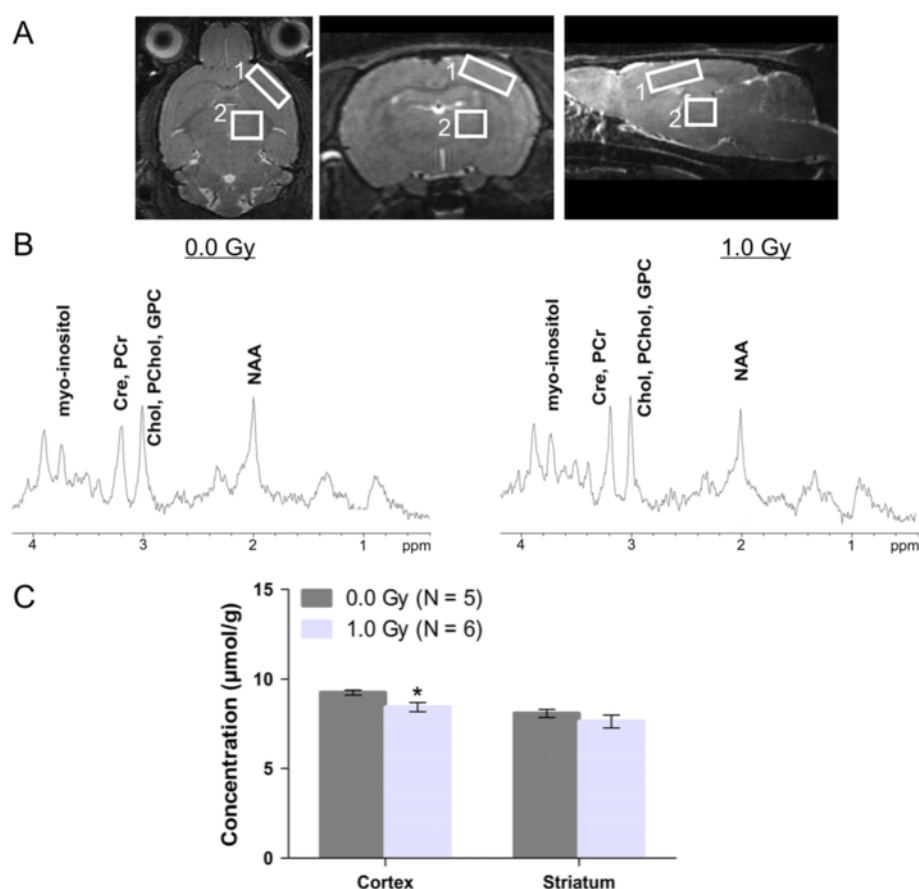 A
1
2
1
2
1
2
B
0.0 Gy
1.0 Gy
myo-inositol
Cre, PCr
Chol, PChol, GPC
NAA
myo-inositol
Cre, PCr
Chol, PChol, GPC
NAA
4 3 2 1 ppm
4 3 2 1 ppm
C
0.0 Gy (N = 5)
1.0 Gy (N = 6)
Concentration (µmol/g)
15
10
5
0
*
Cortex Striatum